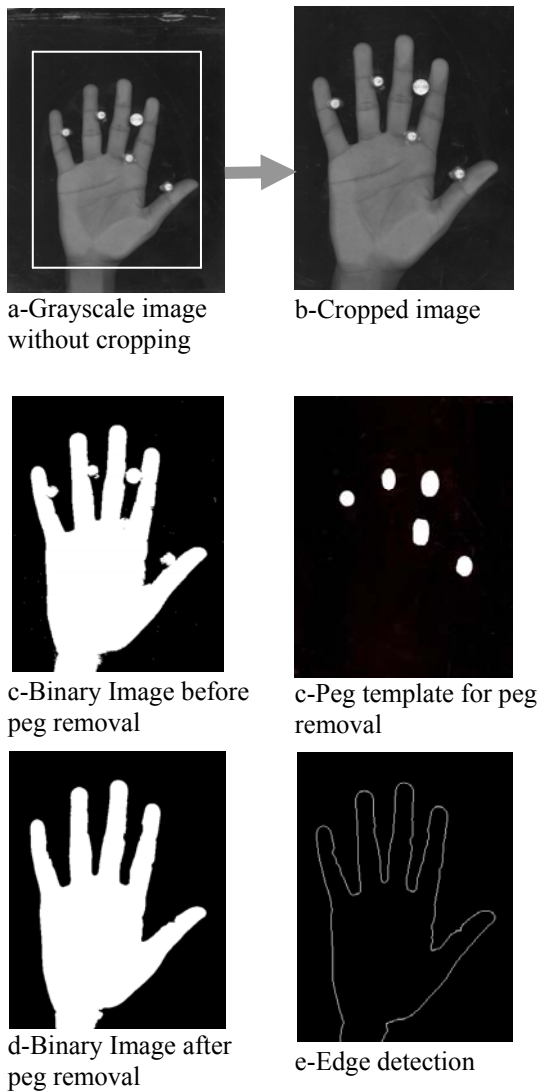 a-Grayscale image
without cropping
b-Cropped image
c-Binary Image before
peg removal
c-Peg template for peg
removal
d-Binary Image after
peg removal
e-Edge detection